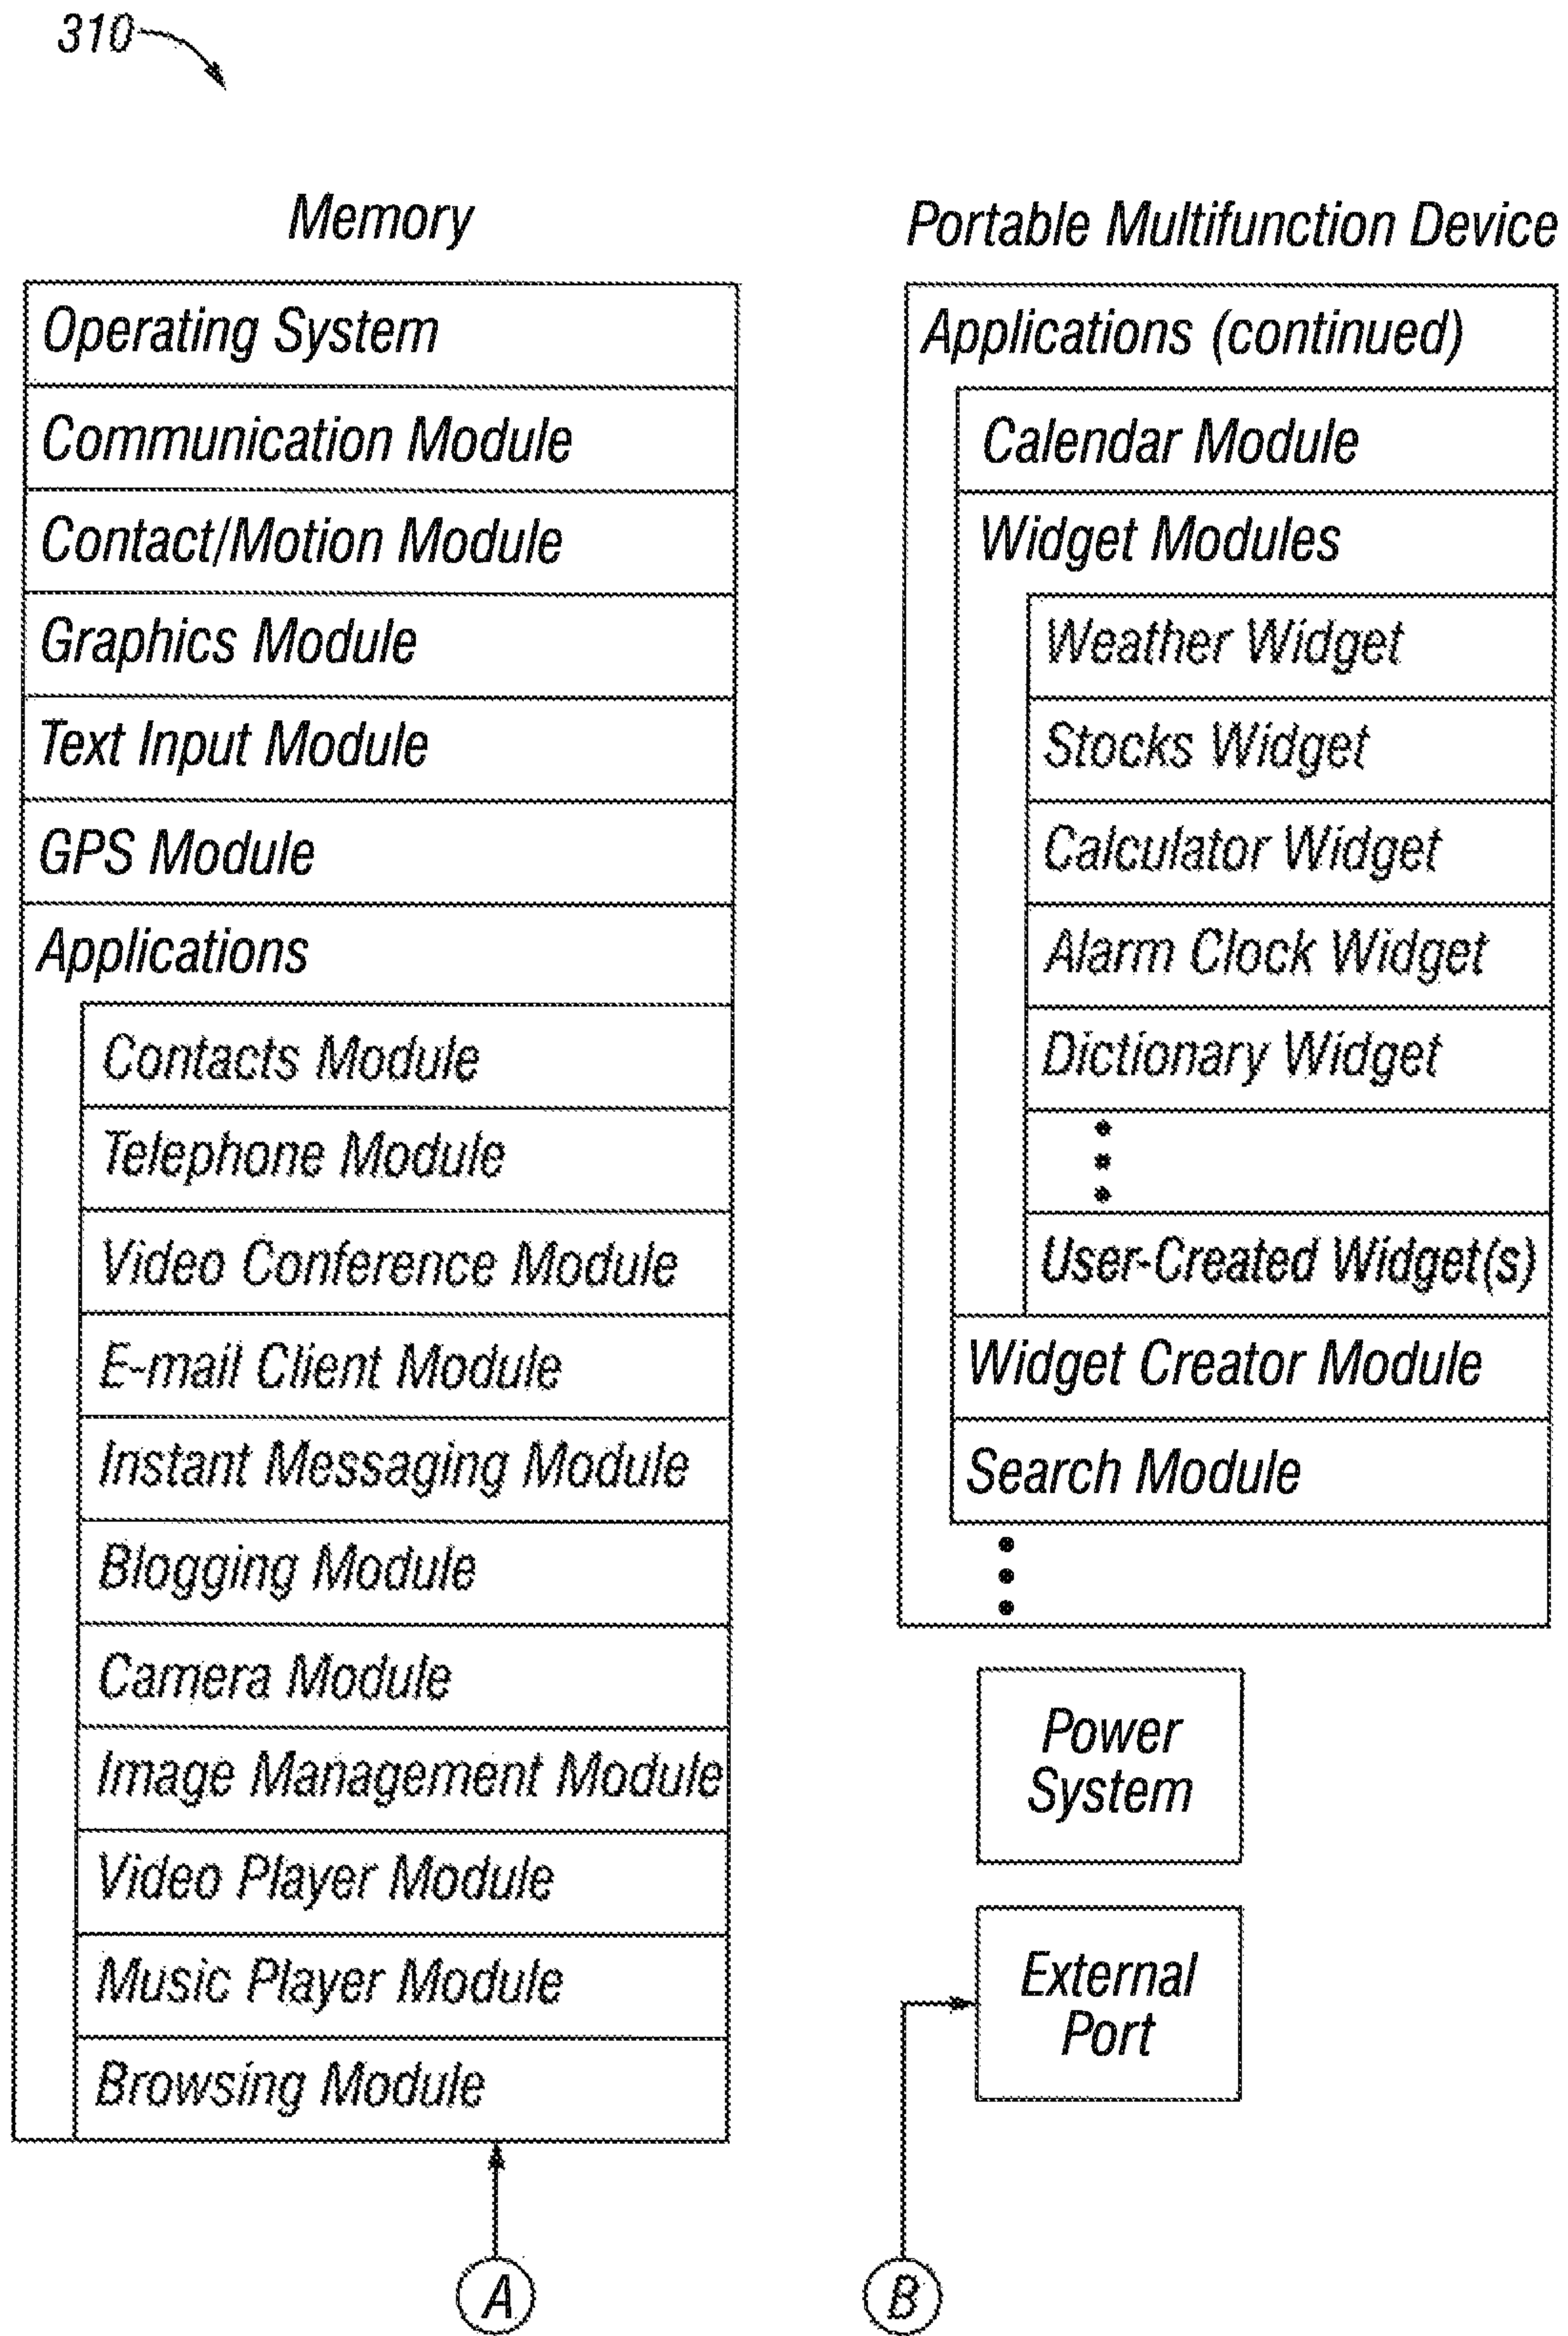 310
Memory
Operating System
Communication Module
Contact/Motion Module
Graphics Module
Text Input Module
GPS Module
Applications
Contacts Module
Telephone Module
Video Conference Module
E-mail Client Module
Instant Messaging Module
Blogging Module
Camera Module
Image Management Module
Video Player Module
Music Player Module
Browsing Module
A
Portable Multifunction Device
Applications (continued)
Calendar Module
Widget Modules
Weather Widget
Stocks Widget
Calculator Widget
Alarm Clock Widget
Dictionary Widget
User-Created Widget(s)
Widget Creator Module
Search Module
Power
System
External
Port
B